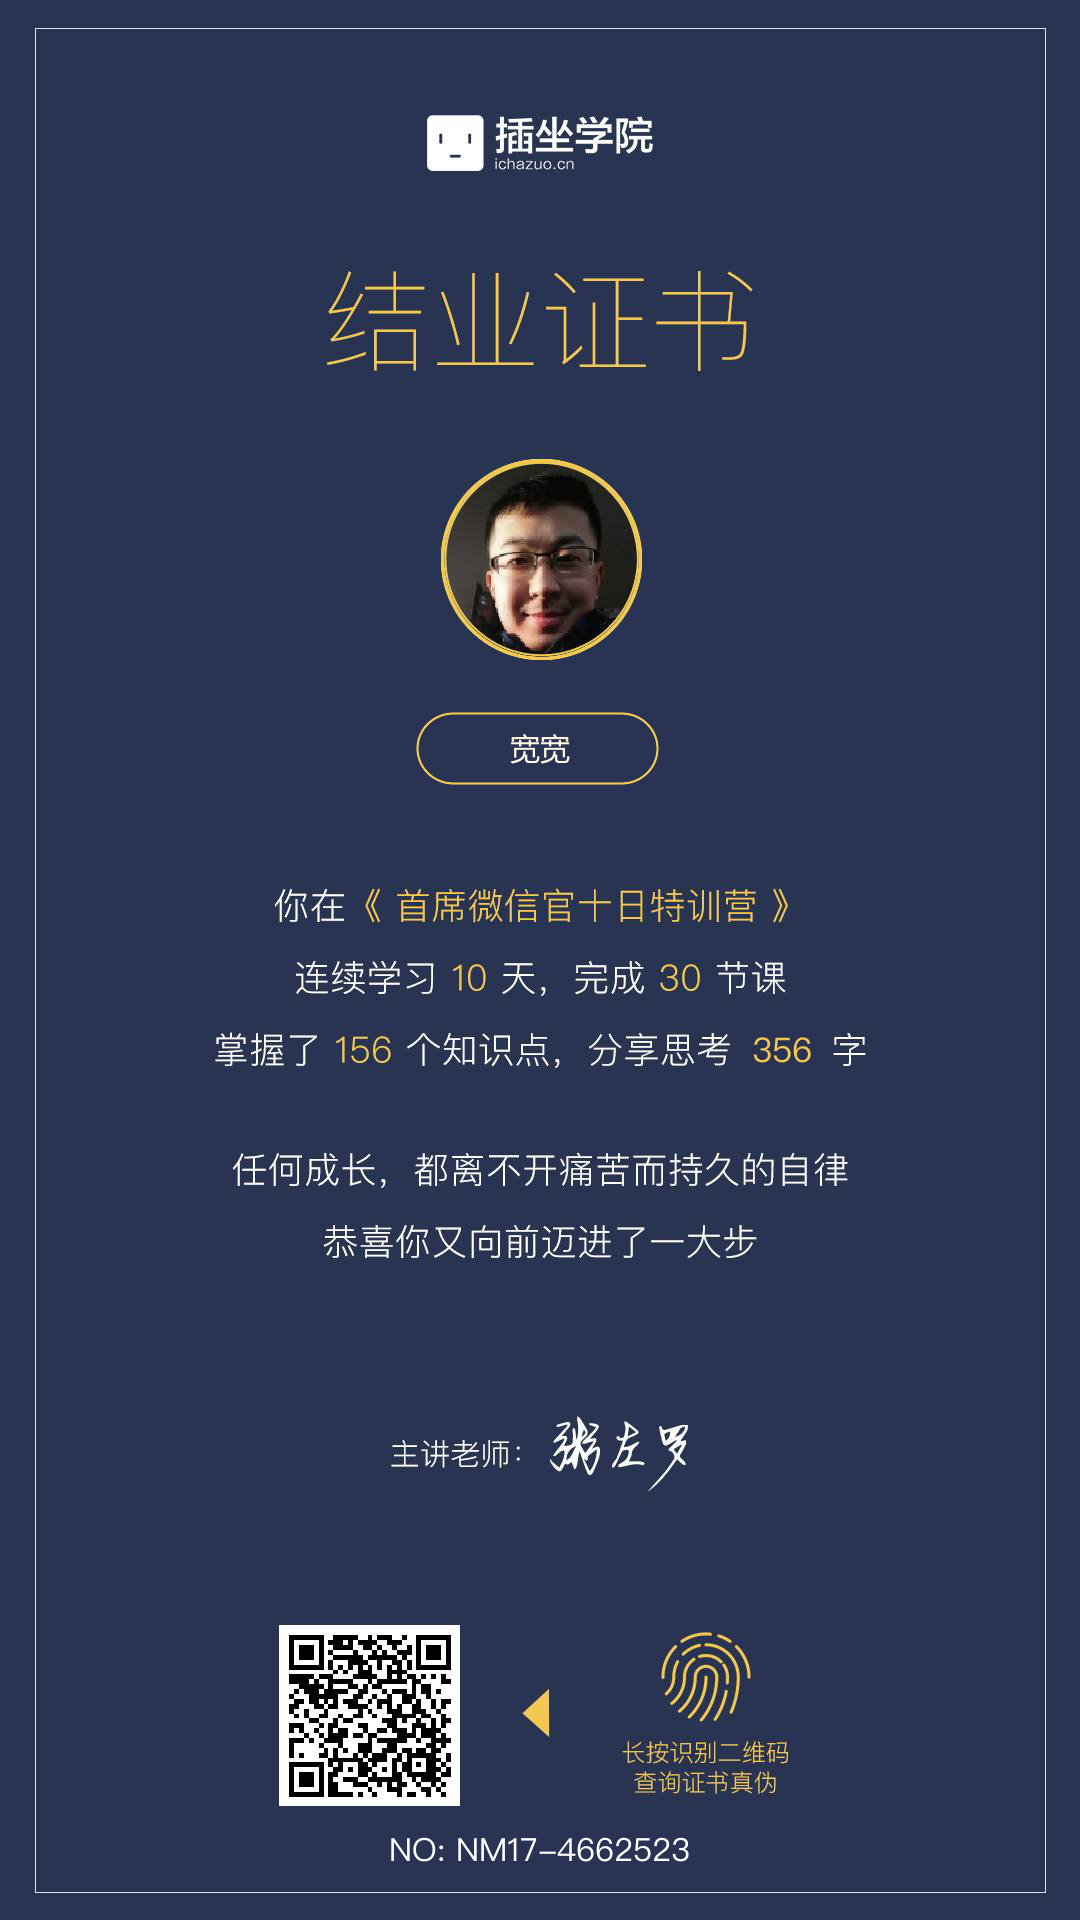 插坐学院
ichazuo.cn
结业证书
宽宽
你在《 首席微信官十日特训营 》
连续学习 10 天，完成 30 节课
掌握了 156 个知识点，分享思考 356 字
任何成长，都离不开痛苦而持久的自律
恭喜你又向前迈进了一大步
主讲老师：粥左罗
长按识别二维码
查询证书真伪
NO: NM17-4662523